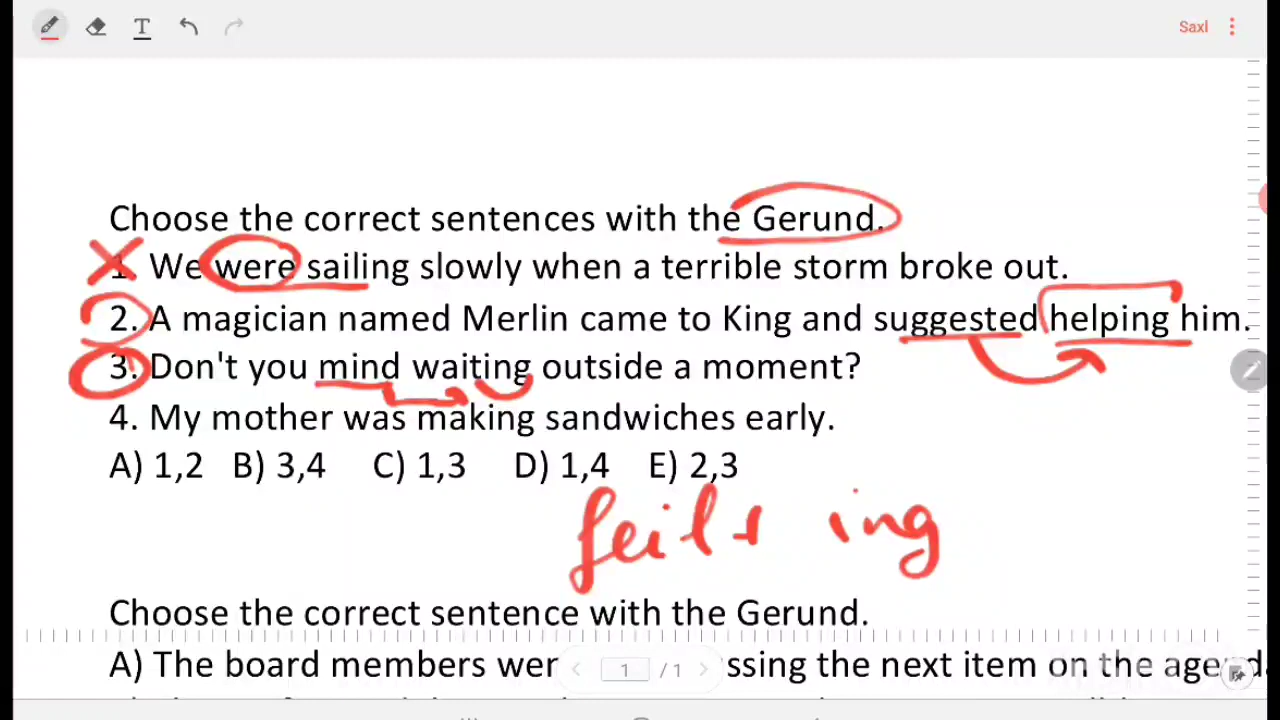 T
Saxl
Choose the correct sentences with the Gerund.
1. We were sailing slowly when a terrible storm broke out.
2. A magician named Merlin came to King and suggested helping him.
3. Don't you mind waiting outside a moment?
4. My mother was making sandwiches early.
A) 1,2 B) 3,4 C) 1,3 D) 1,4 E) 2,3
feil + ing
Choose the correct sentence with the Gerund.
A) The board members wer ssing the next item on the agenda
1 / 1